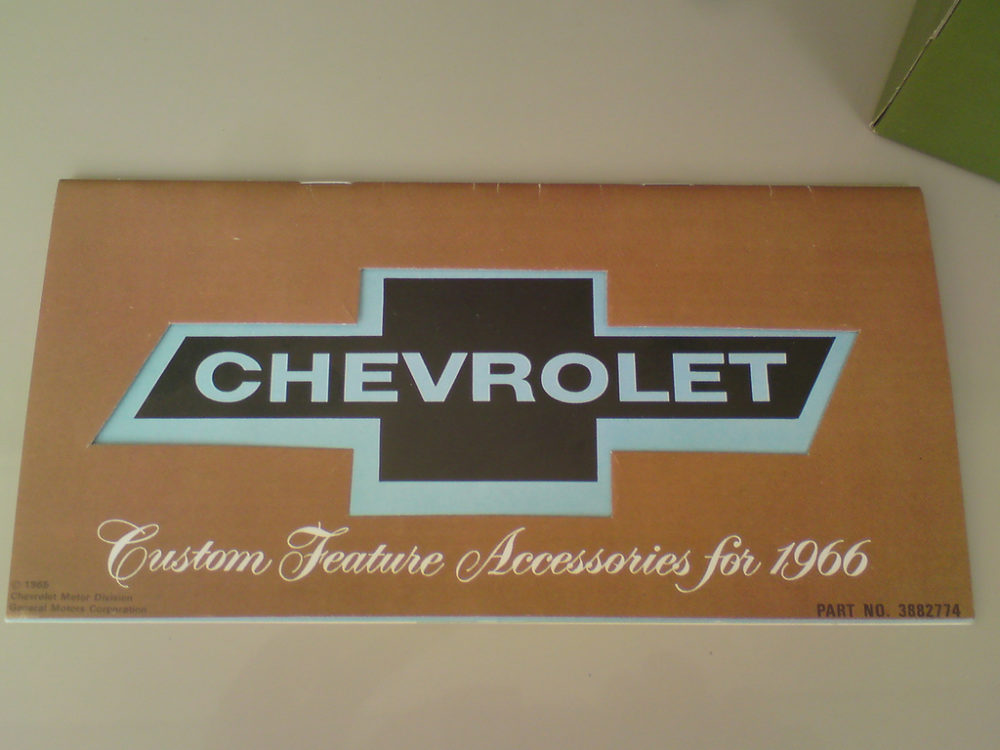 CHEVROLET
Custom Feature Accessories for 1966
© 1965
Chevrolet Motor Division
General Motors Corporation
PART NO. 3882774